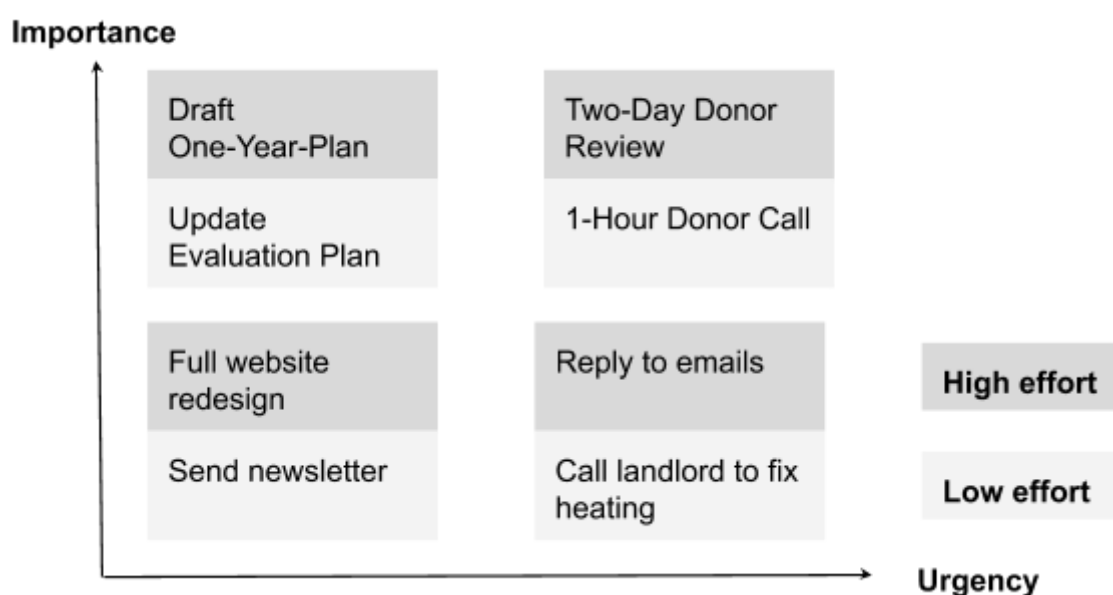 Importance
Draft
One-Year-Plan
Two-Day Donor
Review
Update
Evaluation Plan
1-Hour Donor Call
Full website
redesign
Reply to emails
High effort
Send newsletter
Call landlord to fix
heating
Low effort
Urgency